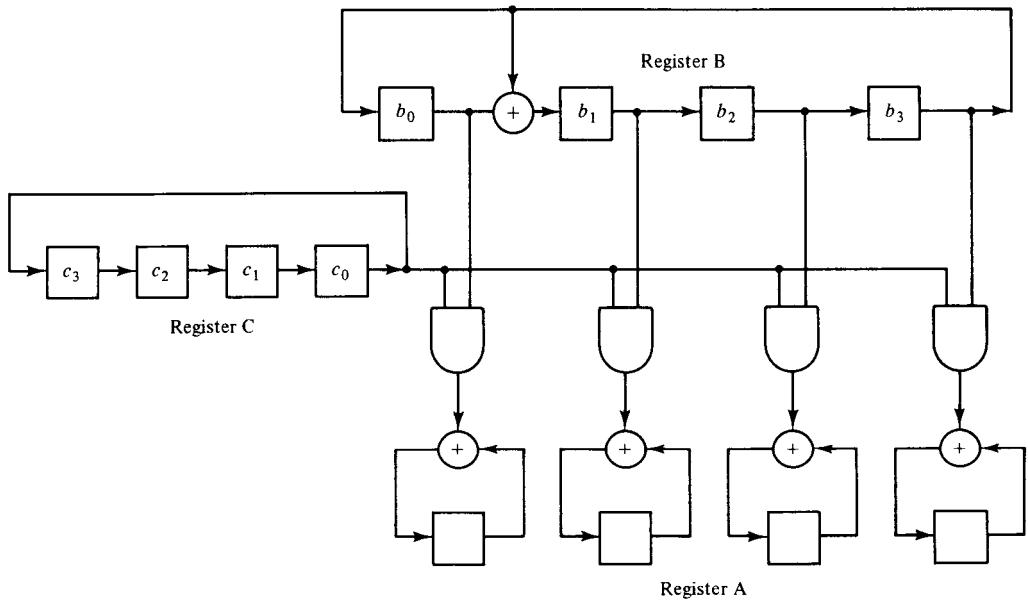 Register B
b0 + b1 b2 b3
c3 c2 c1 c0
Register C
+ + + +
Register A